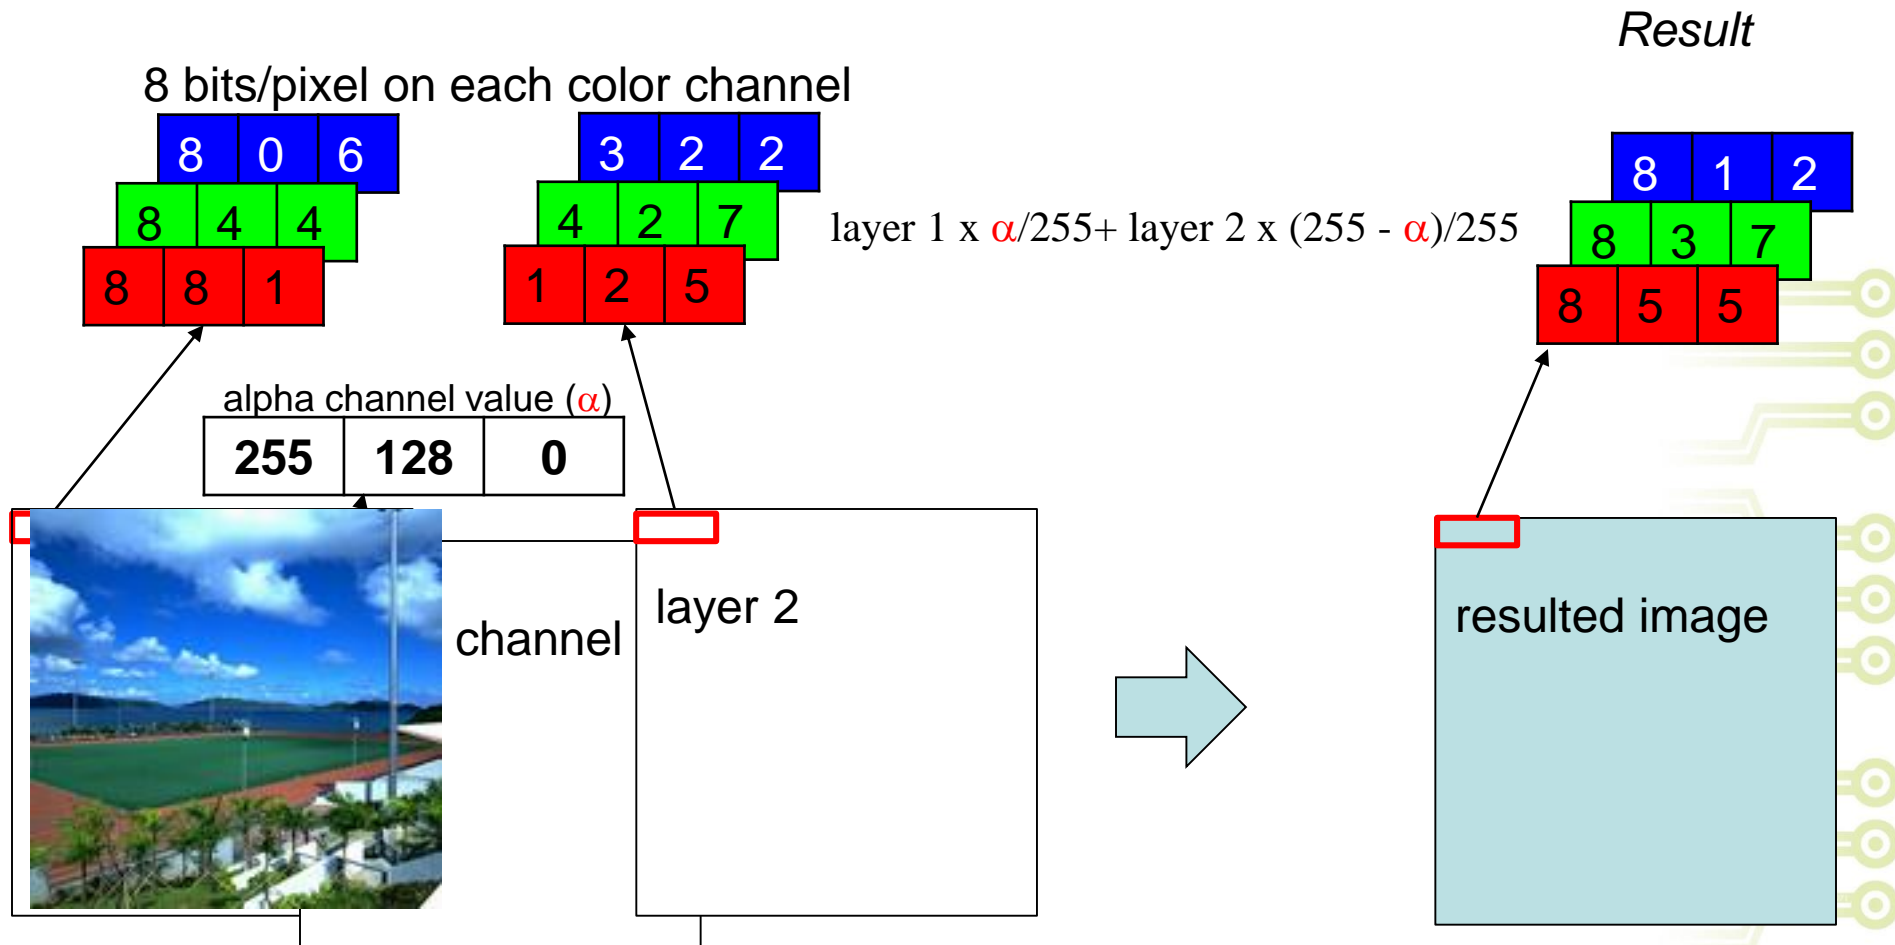 Result
8 bits/pixel on each color channel
8 0 6
8 4 4
8 8 1
3 2 2
4 2 7
1 2 5
layer 1 x α/255+ layer 2 x (255 - α)/255
8 1 2
8 3 7
8 5 5
alpha channel value (α)
255 128 0
channel
layer 2
resulted image